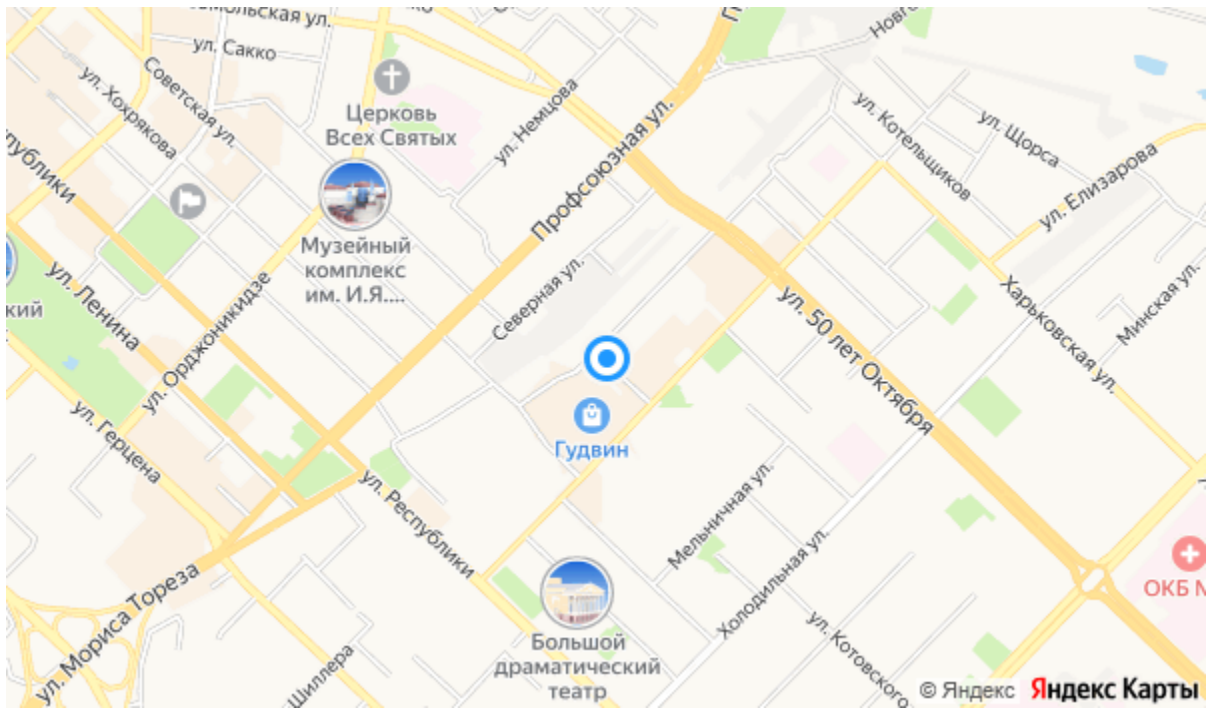 ул. Сакко
ул. Хохрякова
Советская ул.
Церковь
Всех Святых
ул. Немцова
Профсоюзная ул.
ул. Котельщиков
ул. Щорса
ул. Елизарова
Музейный
комплекс
им. И.Я....
Северная ул.
ул. Ленина
ул. Орджоникидзе
ул. 50 лет Октября
Харьковская ул.
Минская ул.
ул. Герцена
Гудвин
ул. Республики
Мельничная ул.
Холодильная ул.
ОКБ №
ул. Мориса Тореза
Большой
драматический
театр
ул. Котовского
© Яндекс Яндекс Карты